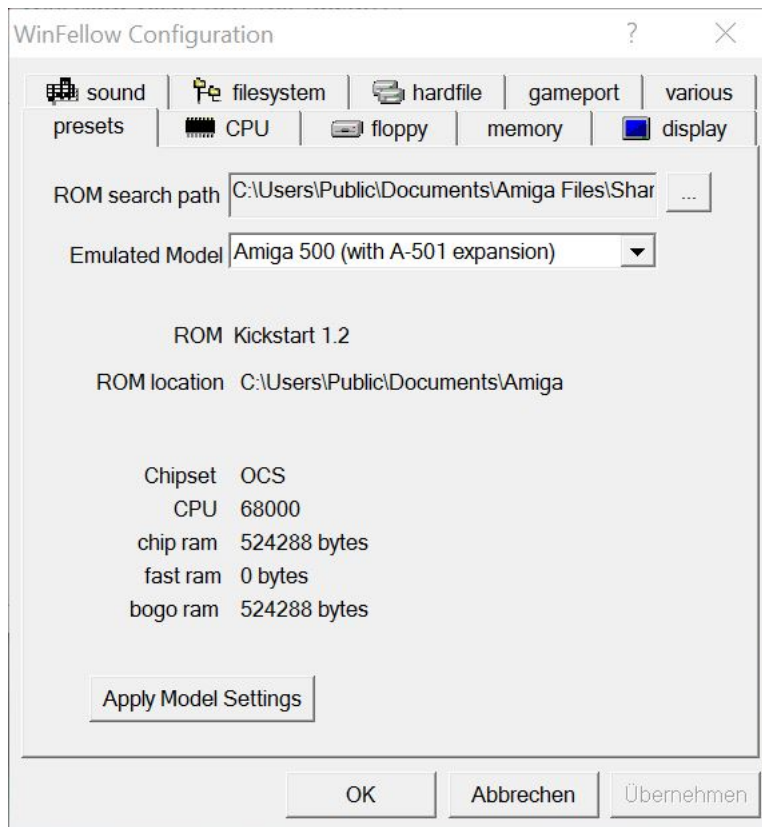 WinFellow Configuration ?
sound filesystem hardfile gameport various
presets CPU floppy memory display
ROM search path C:\Users\Public\Documents\Amiga Files\Shar ...
Emulated Model Amiga 500 (with A-501 expansion)
ROM Kickstart 1.2
ROM location C:\Users\Public\Documents\Amiga
Chipset OCS
CPU 68000
chip ram 524288 bytes
fast ram 0 bytes
bogo ram 524288 bytes
Apply Model Settings
OK Abbrechen Übernehmen